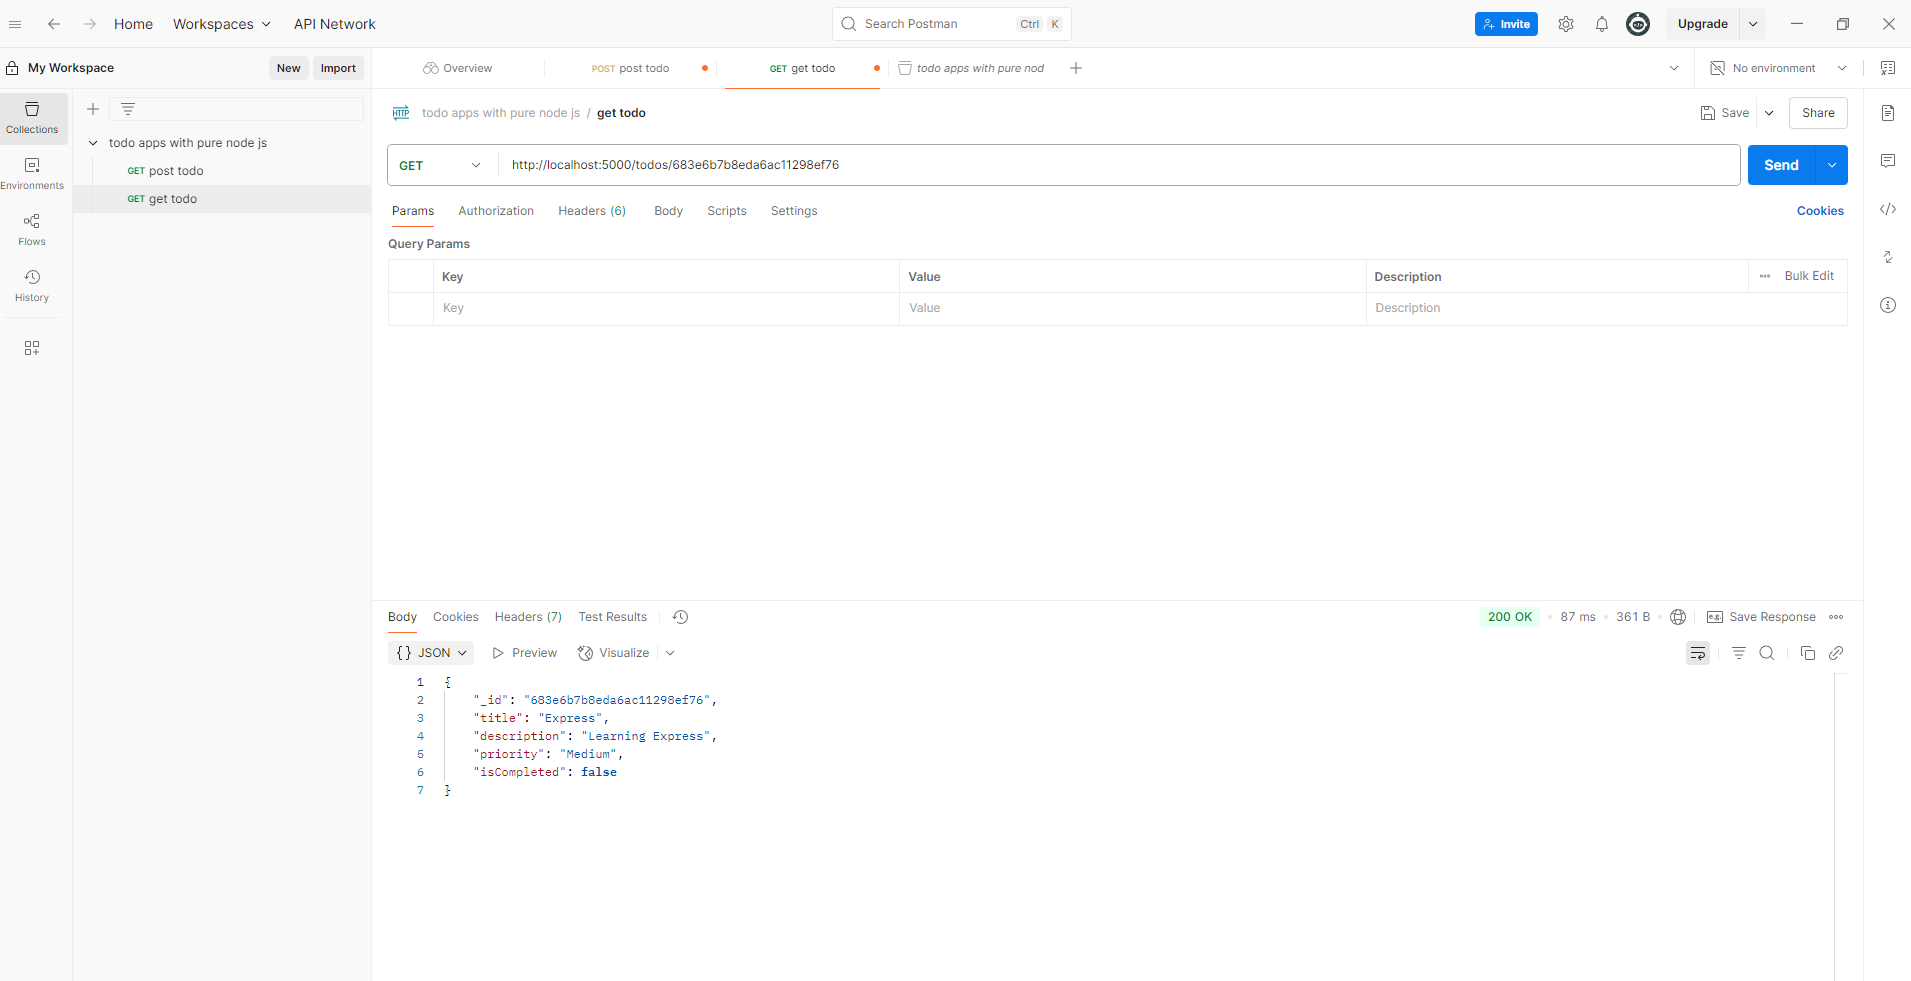 Home Workspaces API Network Search Postman Ctrl K Invite Upgrade
My Workspace New Import Overview POST post todo GET get todo todo apps with pure nod No environment
Collections
Environments
Flows
History
todo apps with pure node js
GET post todo
GET get todo
HTTP todo apps with pure node js / get todo Save Share
GET http://localhost:5000/todos/683e6b7b8eda6ac11298ef76 Send
Params Authorization Headers (6) Body Scripts Settings Cookies
Query Params
Key Value Description Bulk Edit
Key Value Description
Body Cookies Headers (7) Test Results 200 OK 87 ms 361 B e.g. Save Response
{} JSON Preview Visualize
1 {
2 "_id": "683e6b7b8eda6ac11298ef76",
3 "title": "Express",
4 "description": "Learning Express",
5 "priority": "Medium",
6 "isCompleted": false
7 }